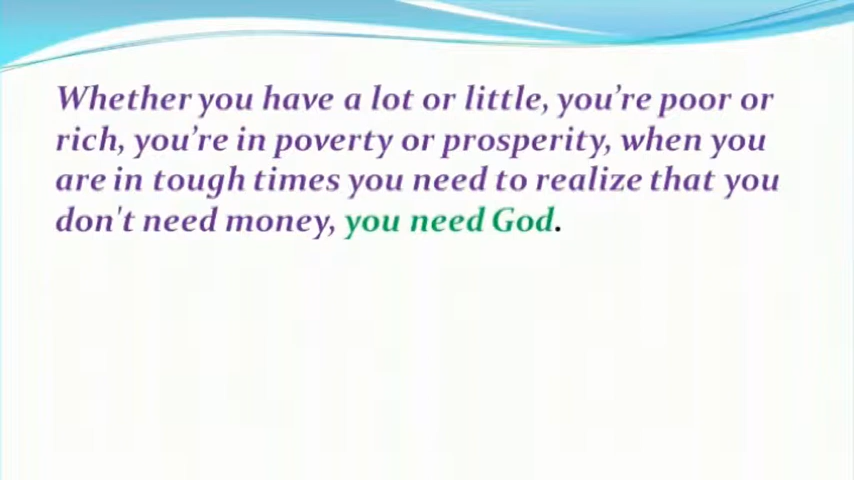 Whether you have a lot or little, you’re poor or
rich, you’re in poverty or prosperity, when you
are in tough times you need to realize that you
don't need money, you need God.